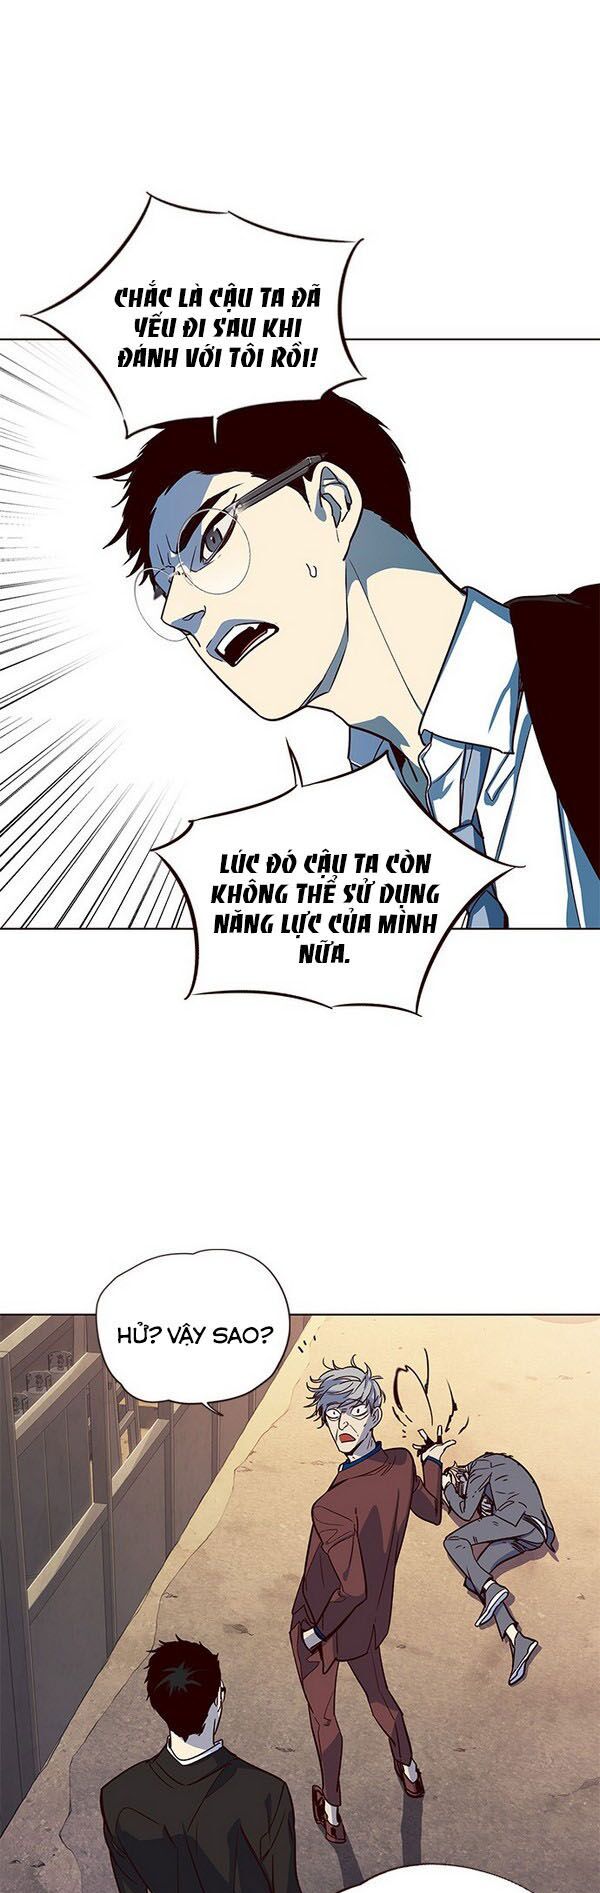 CHẮC LÀ CẬU TA ĐÃ
YẾU ĐI SAU KHI
ĐÁNH VỚI TÔI RỒI!
LÚC ĐÓ CẬU TA CÒN
KHÔNG THỂ SỬ DỤNG
NĂNG LỰC CỦA MÌNH
NỮA.
HỬ? VẬY SAO?